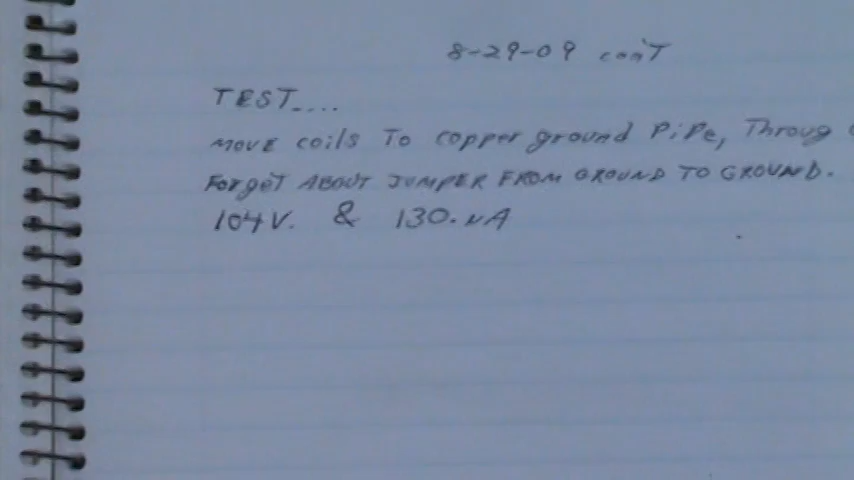 8-29-09 con'T
TEST....
MOVE coils To copper ground PiPe, Throug
ForgeT ABOUT JUMPER FROM GROUND TO GROUND.
104V. & 130.uA